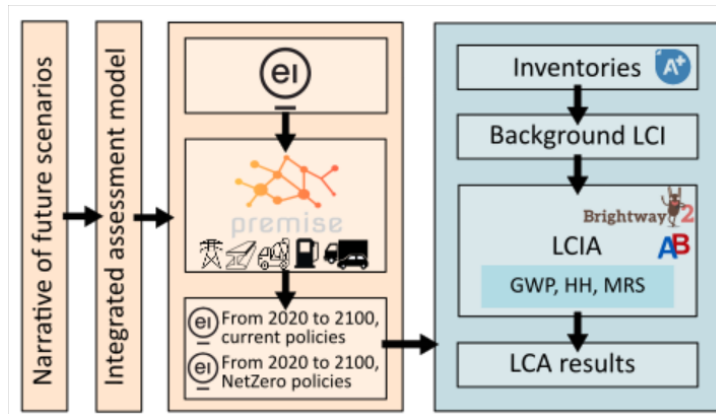 Narrative of future scenarios
Integrated assessment model
ei
premise
ei From 2020 to 2100,
current policies
ei From 2020 to 2100,
NetZero policies
Inventories A+
Background LCI
Brightway2
LCIA AB
GWP, HH, MRS
LCA results